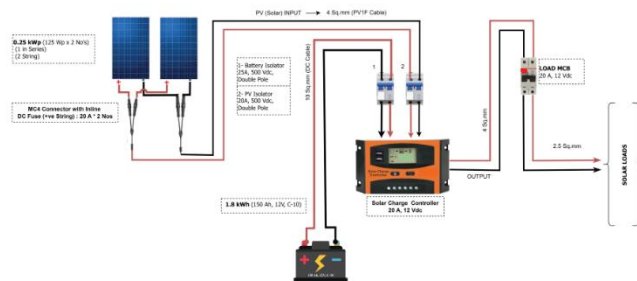 PV (Solar) INPUT → 4 Sq.mm (PV1F Cable)
0.25 kWp (125 Wp x 2 No's)
(1 in Series)
(2 String)
MC4 Connector with Inline
DC Fuse (+ve String) : 20 A * 2 Nos
1- Battery Isolator
25A, 500 Vdc,
Double Pole
2- PV Isolator
20A, 500 Vdc,
Double Pole
10 Sq.mm (DC Cable)
1
2
LOAD MCB
20 A, 12 Vdc
4 Sq.mm
2.5 Sq.mm
OUTPUT
SOLAR LOADS
Solar Charge Controller
20 A, 12 Vdc
1.8 kWh (150 Ah, 12V, C-10)